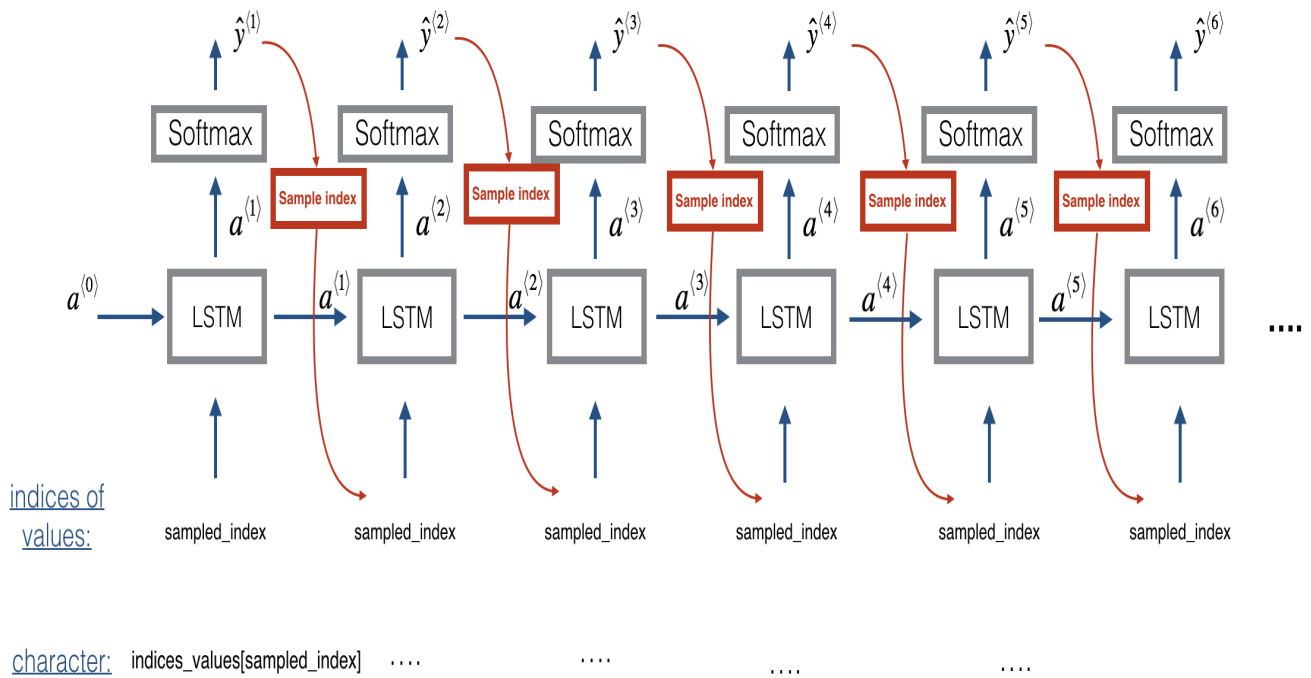 ŷ⟨1⟩ ŷ⟨2⟩ ŷ⟨3⟩ ŷ⟨4⟩ ŷ⟨5⟩ ŷ⟨6⟩
Softmax Softmax Softmax Softmax Softmax Softmax
Sample index Sample index Sample index Sample index Sample index
a⟨1⟩ a⟨2⟩ a⟨3⟩ a⟨4⟩ a⟨5⟩ a⟨6⟩
a⟨0⟩ a⟨1⟩ a⟨2⟩ a⟨3⟩ a⟨4⟩ a⟨5⟩
LSTM LSTM LSTM LSTM LSTM LSTM ....
indices of
values: sampled_index sampled_index sampled_index sampled_index sampled_index sampled_index
character: indices_values[sampled_index] .... .... .... ....